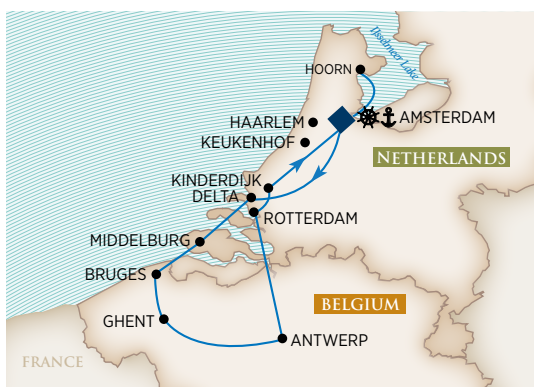 HOORN
IJsselmeer Lake
HAARLEM
AMSTERDAM
KEUKENHOF
NETHERLANDS
KINDERDIJK
DELTA
ROTTERDAM
MIDDELBURG
BRUGES
BELGIUM
GHENT
ANTWERP
FRANCE